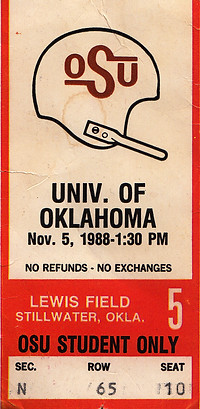 OSU
UNIV. OF
OKLAHOMA
Nov. 5, 1988-1:30 PM
NO REFUNDS - NO EXCHANGES
LEWIS FIELD 5
STILLWATER, OKLA.
OSU STUDENT ONLY
SEC. ROW SEAT
N 65 10